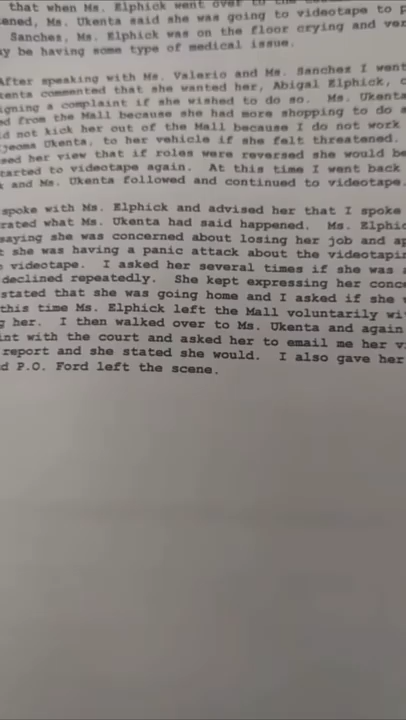 that when Ms. Elphick went over to the
ened, Ms. Ukenta said she was going to videotape to p
Sanches, Ms. Elphick was on the floor crying and ver
ay be having some type of medical issue.
After speaking with Ms. Valerio and Ms. Sanchez I went
enta commented that she wanted her, Abigail Elphick, c
igning a complaint if she wished to do so. Ms. Ukenta
ed from the Mall because she had more shopping to do a
ld not kick her out of the Mall because I do not work
jeoma Ukenta, to her vehicle if she felt threatened.
sed her view that if roles were reversed she would be
tarted to videotape again. At this time I went back
k and Ms. Ukenta followed and continued to videotape.
spoke with Ms. Elphick and advised her that I spoke
rated what Ms. Ukenta had said happened. Ms. Elphic
saying she was concerned about losing her job and ap
t she was having a panic attack about the videotapin
o videotape. I asked her several times if she was a
declined repeatedly. She kept expressing her conce
stated that she was going home and I asked if she w
this time Ms. Elphick left the Mall voluntarily wi
g her. I then walked over to Ms. Ukenta and again
int with the court and asked her to email me her v
report and she stated she would. I also gave her
d P.O. Ford left the scene.